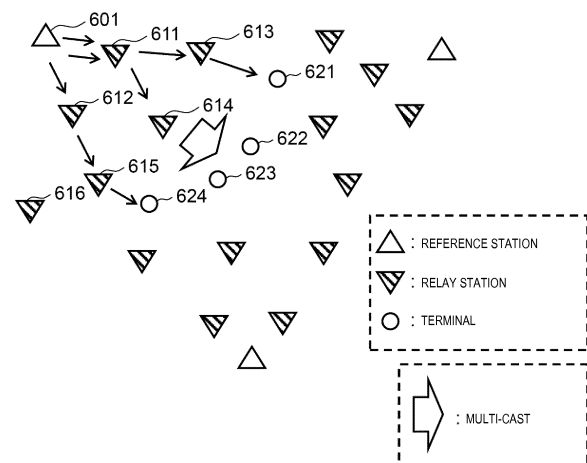 601
611
613
621
612
614
622
615
623
616
624
: REFERENCE STATION
: RELAY STATION
: TERMINAL
: MULTI-CAST